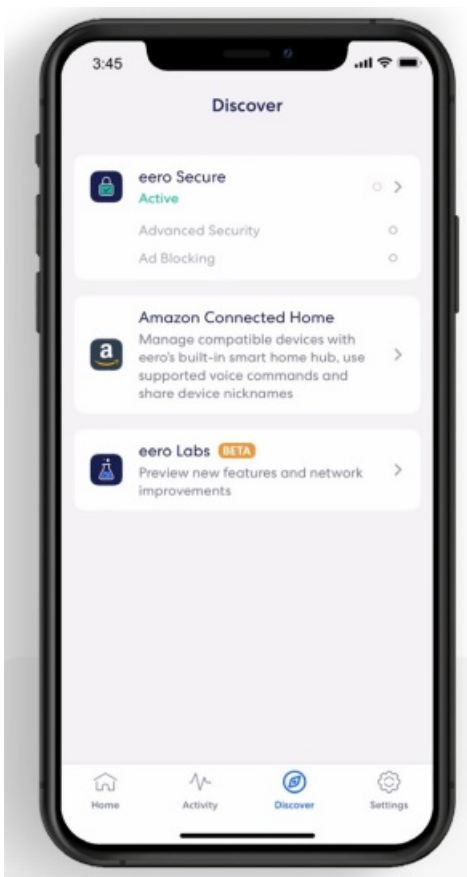 3:45
Discover
eero Secure
Active
Advanced Security
Ad Blocking
Amazon Connected Home
Manage compatible devices with
eero's built-in smart home hub, use
supported voice commands and
share device nicknames
a
eero Labs BETA
Preview new features and network
improvements
Home Activity Discover Settings